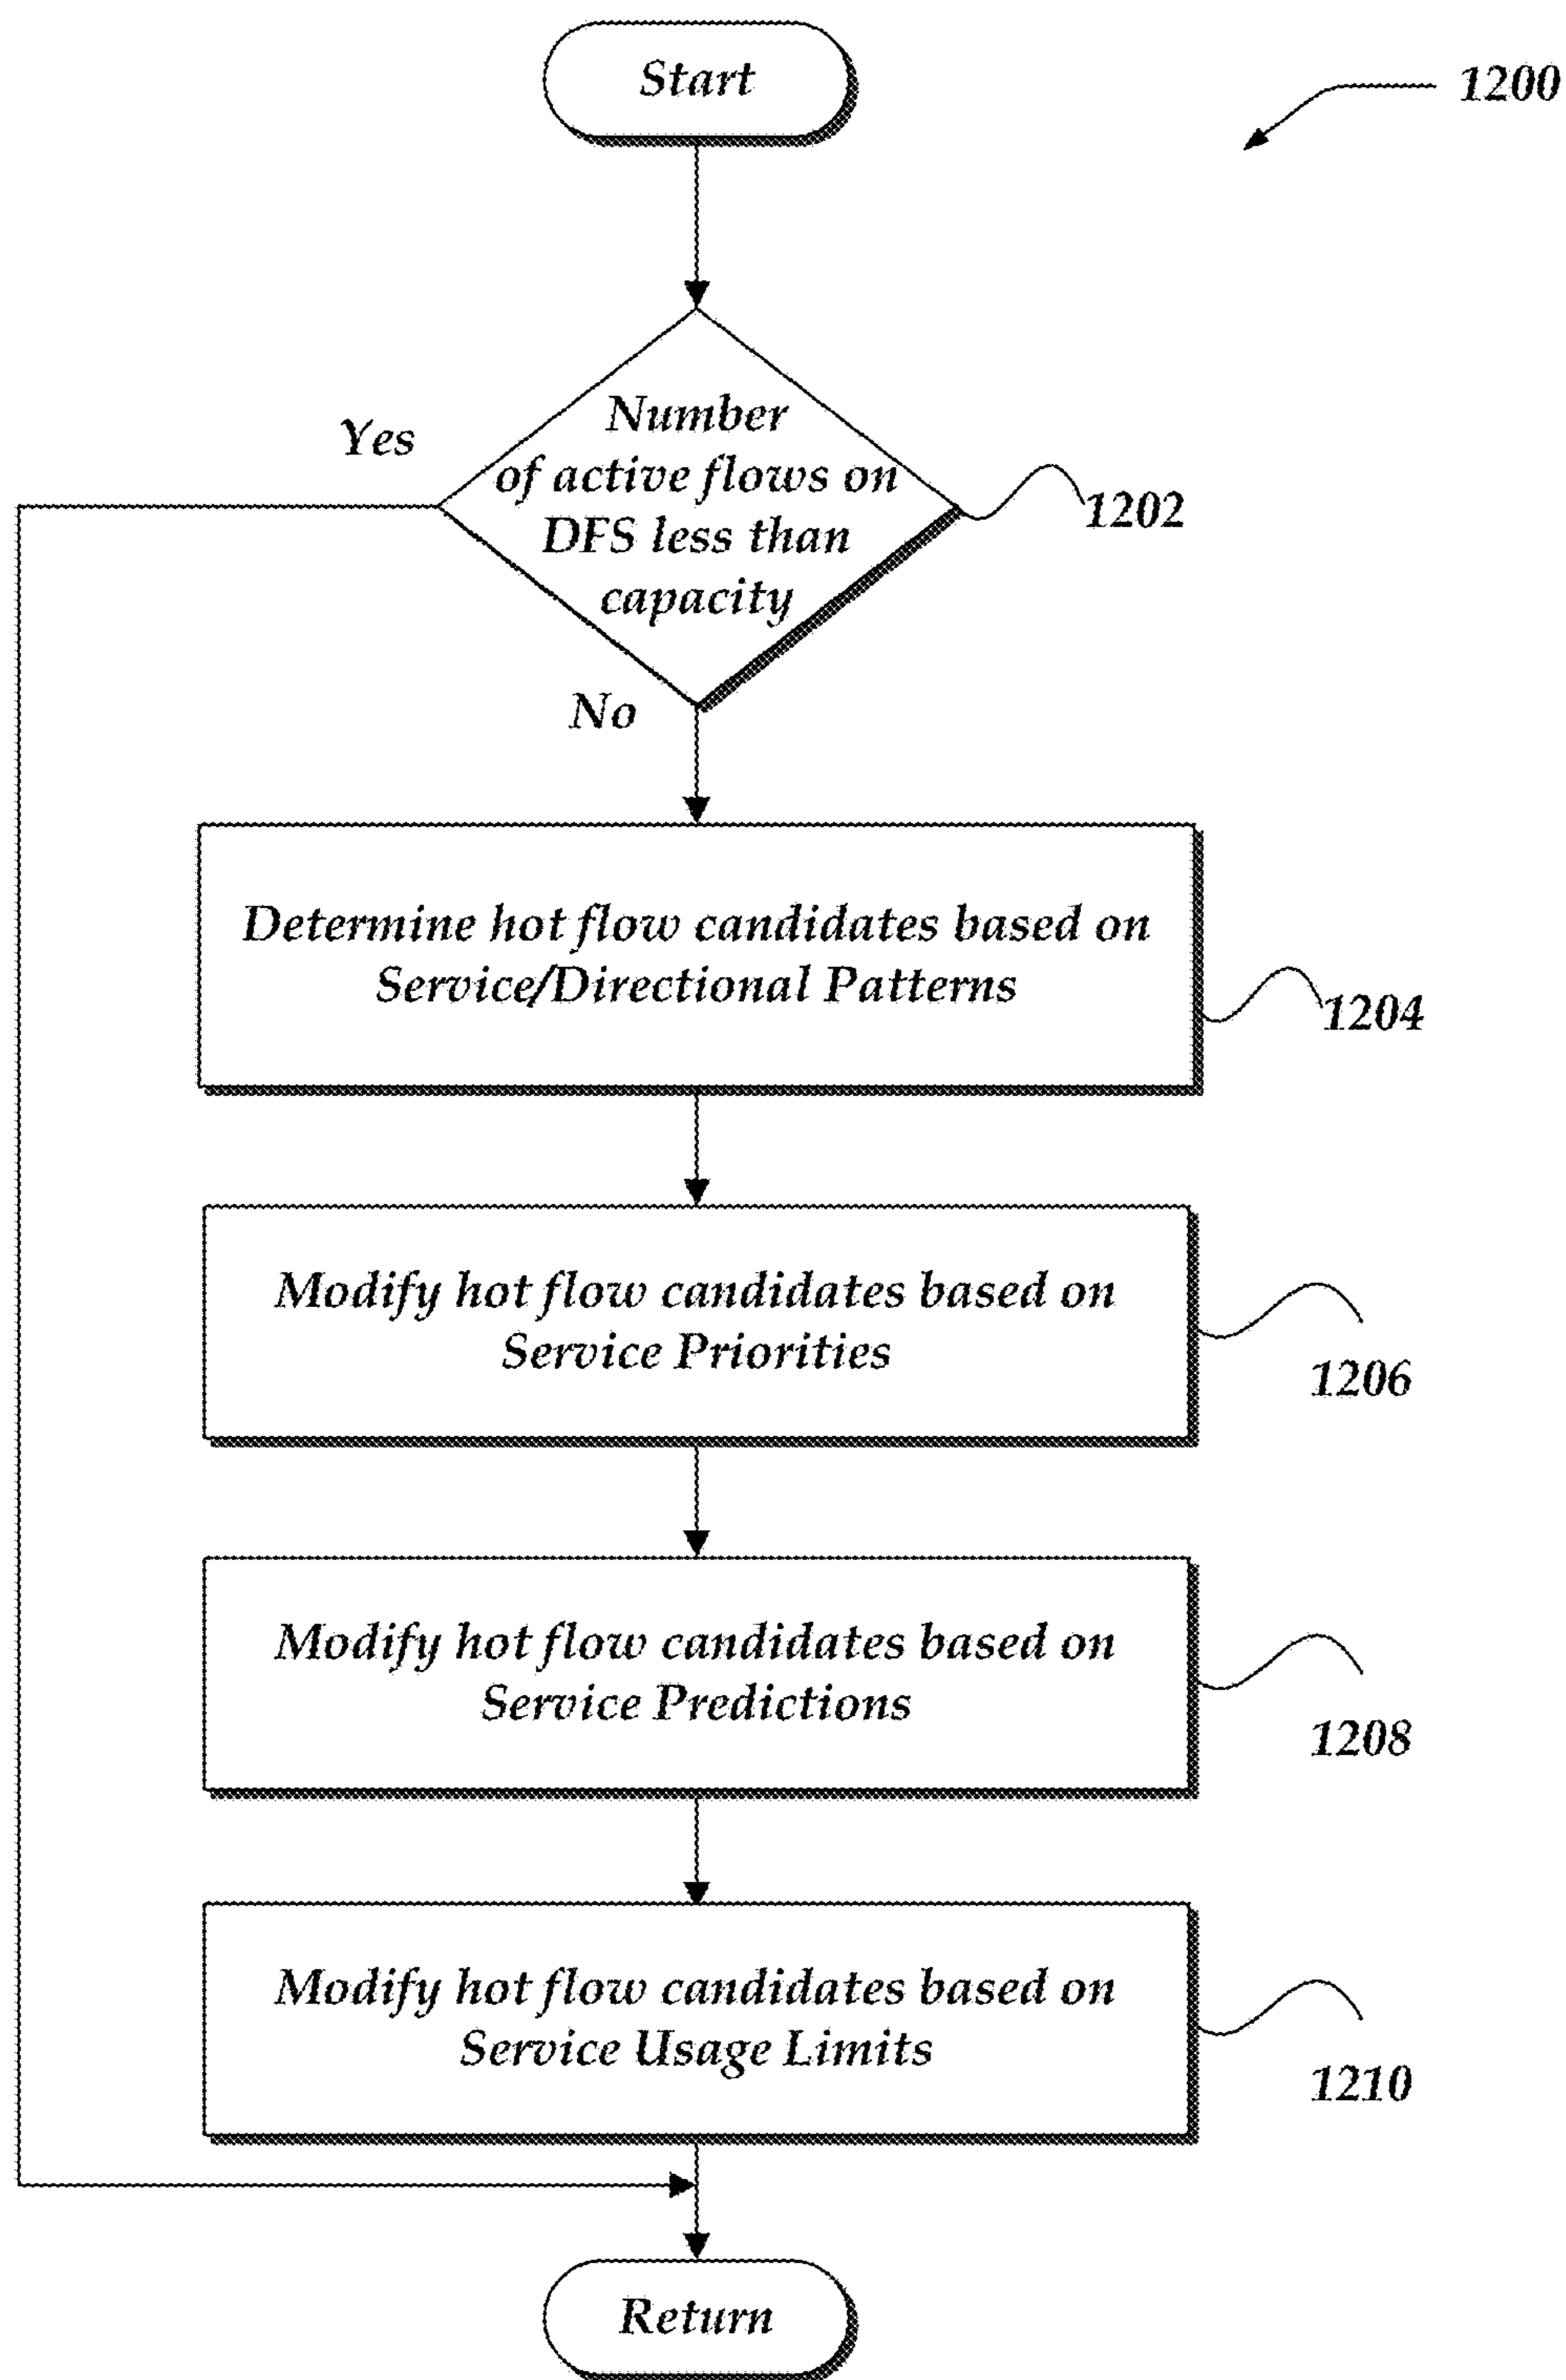 Start
1200
Yes
Number
of active flows on
DFS less than
capacity
1202
No
Determine hot flow candidates based on
Service/Directional Patterns
1204
Modify hot flow candidates based on
Service Priorities
1206
Modify hot flow candidates based on
Service Predictions
1208
Modify hot flow candidates based on
Service Usage Limits
1210
Return